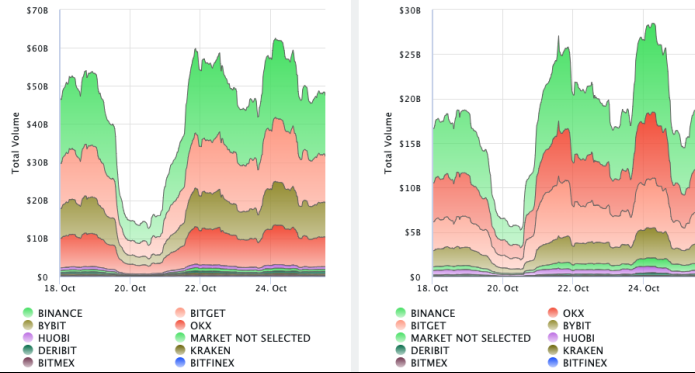 $70B
$60B
$50B
$40B
$30B
$20B
$10B
$0
Total Volume
18. Oct
20. Oct
22. Oct
24. Oct
BINANCE
BITGET
BYBIT
OKX
HUOBI
MARKET NOT SELECTED
DERIBIT
KRAKEN
BITMEX
BITFINEX
$30B
$25B
$20B
$15B
$10B
$5B
$0
Total Volume
18. Oct
20. Oct
22. Oct
24. Oct
BINANCE
OKX
BITGET
BYBIT
MARKET NOT SELECTED
HUOBI
DERIBIT
KRAKEN
BITMEX
BITFINEX